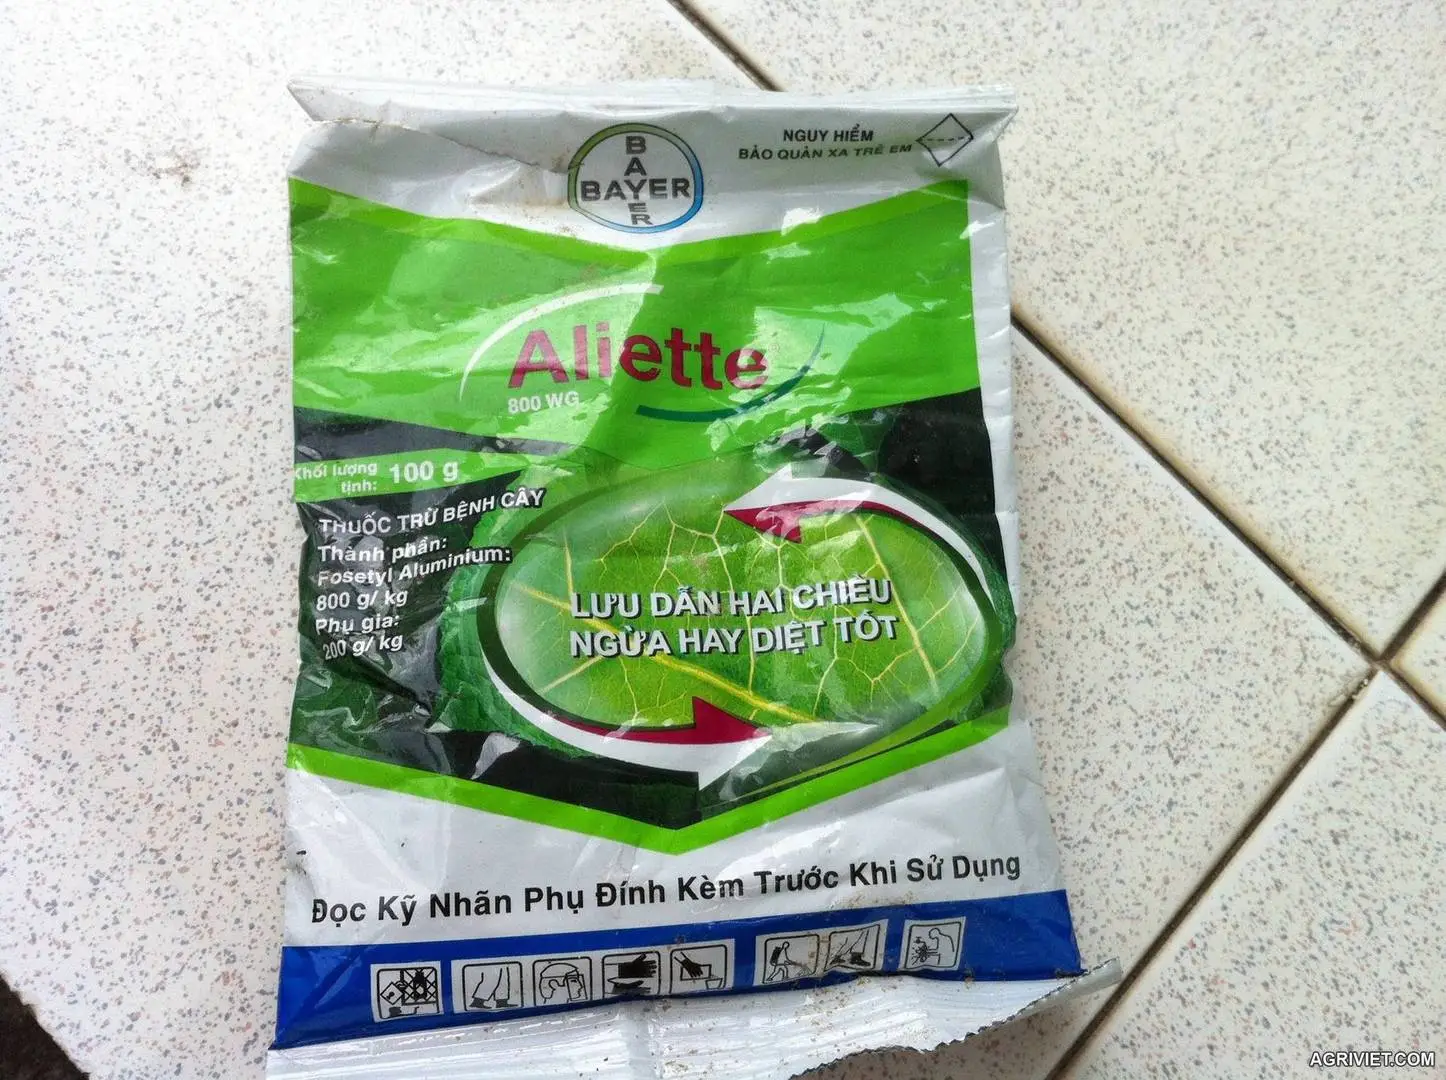 BAYER
BAYER
NGUY HIỂM
BẢO QUẢN XA TRẺ EM
Aliette
800 WG
Khối lượng
tịnh: 100 g
THUỐC TRỪ BỆNH CÂY
Thành phần:
Fosetyl Aluminium:
800 g/ kg
Phụ gia:
200 g/ kg
LƯU DẪN HAI CHIỀU
NGỪA HAY DIỆT TỐT
Đọc Kỹ Nhãn Phụ Đính Kèm Trước Khi Sử Dụng
AGRIVIET.COM